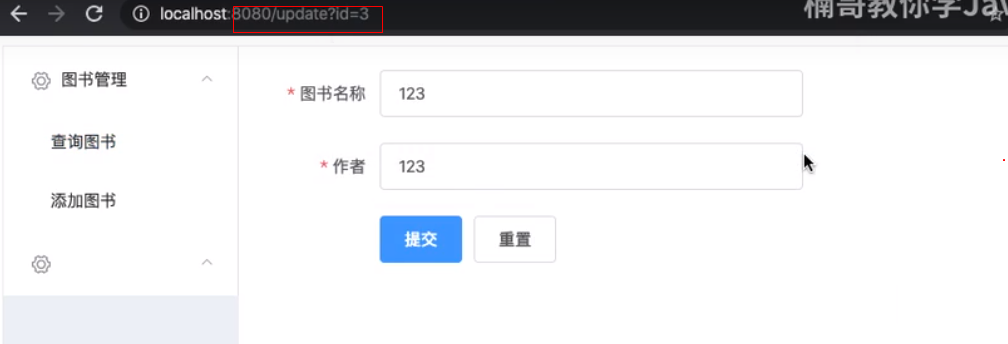 localhost:8080/update?id=3
楠哥教你学Jav
图书管理
* 图书名称
123
查询图书
* 作者
123
添加图书
提交
重置